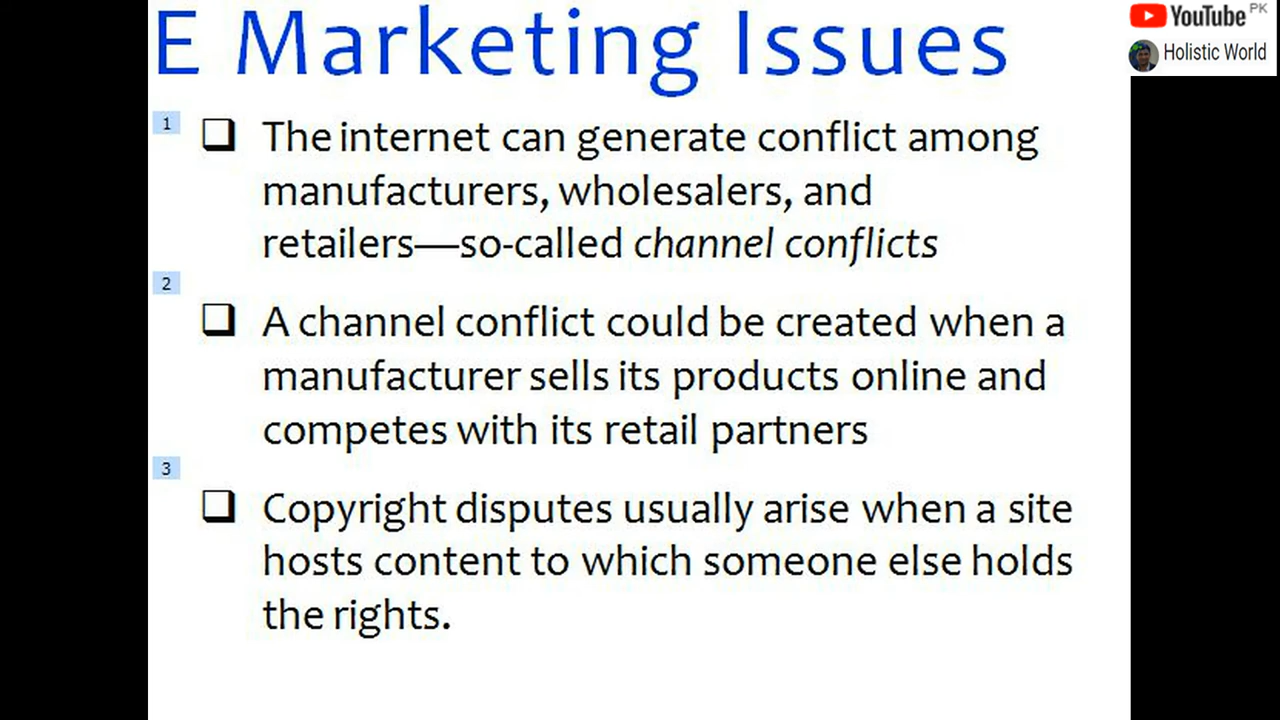 E Marketing Issues
YouTube PK
Holistic World
1
❑ The internet can generate conflict among
manufacturers, wholesalers, and
retailers—so-called channel conflicts
2
❑ A channel conflict could be created when a
manufacturer sells its products online and
competes with its retail partners
3
❑ Copyright disputes usually arise when a site
hosts content to which someone else holds
the rights.